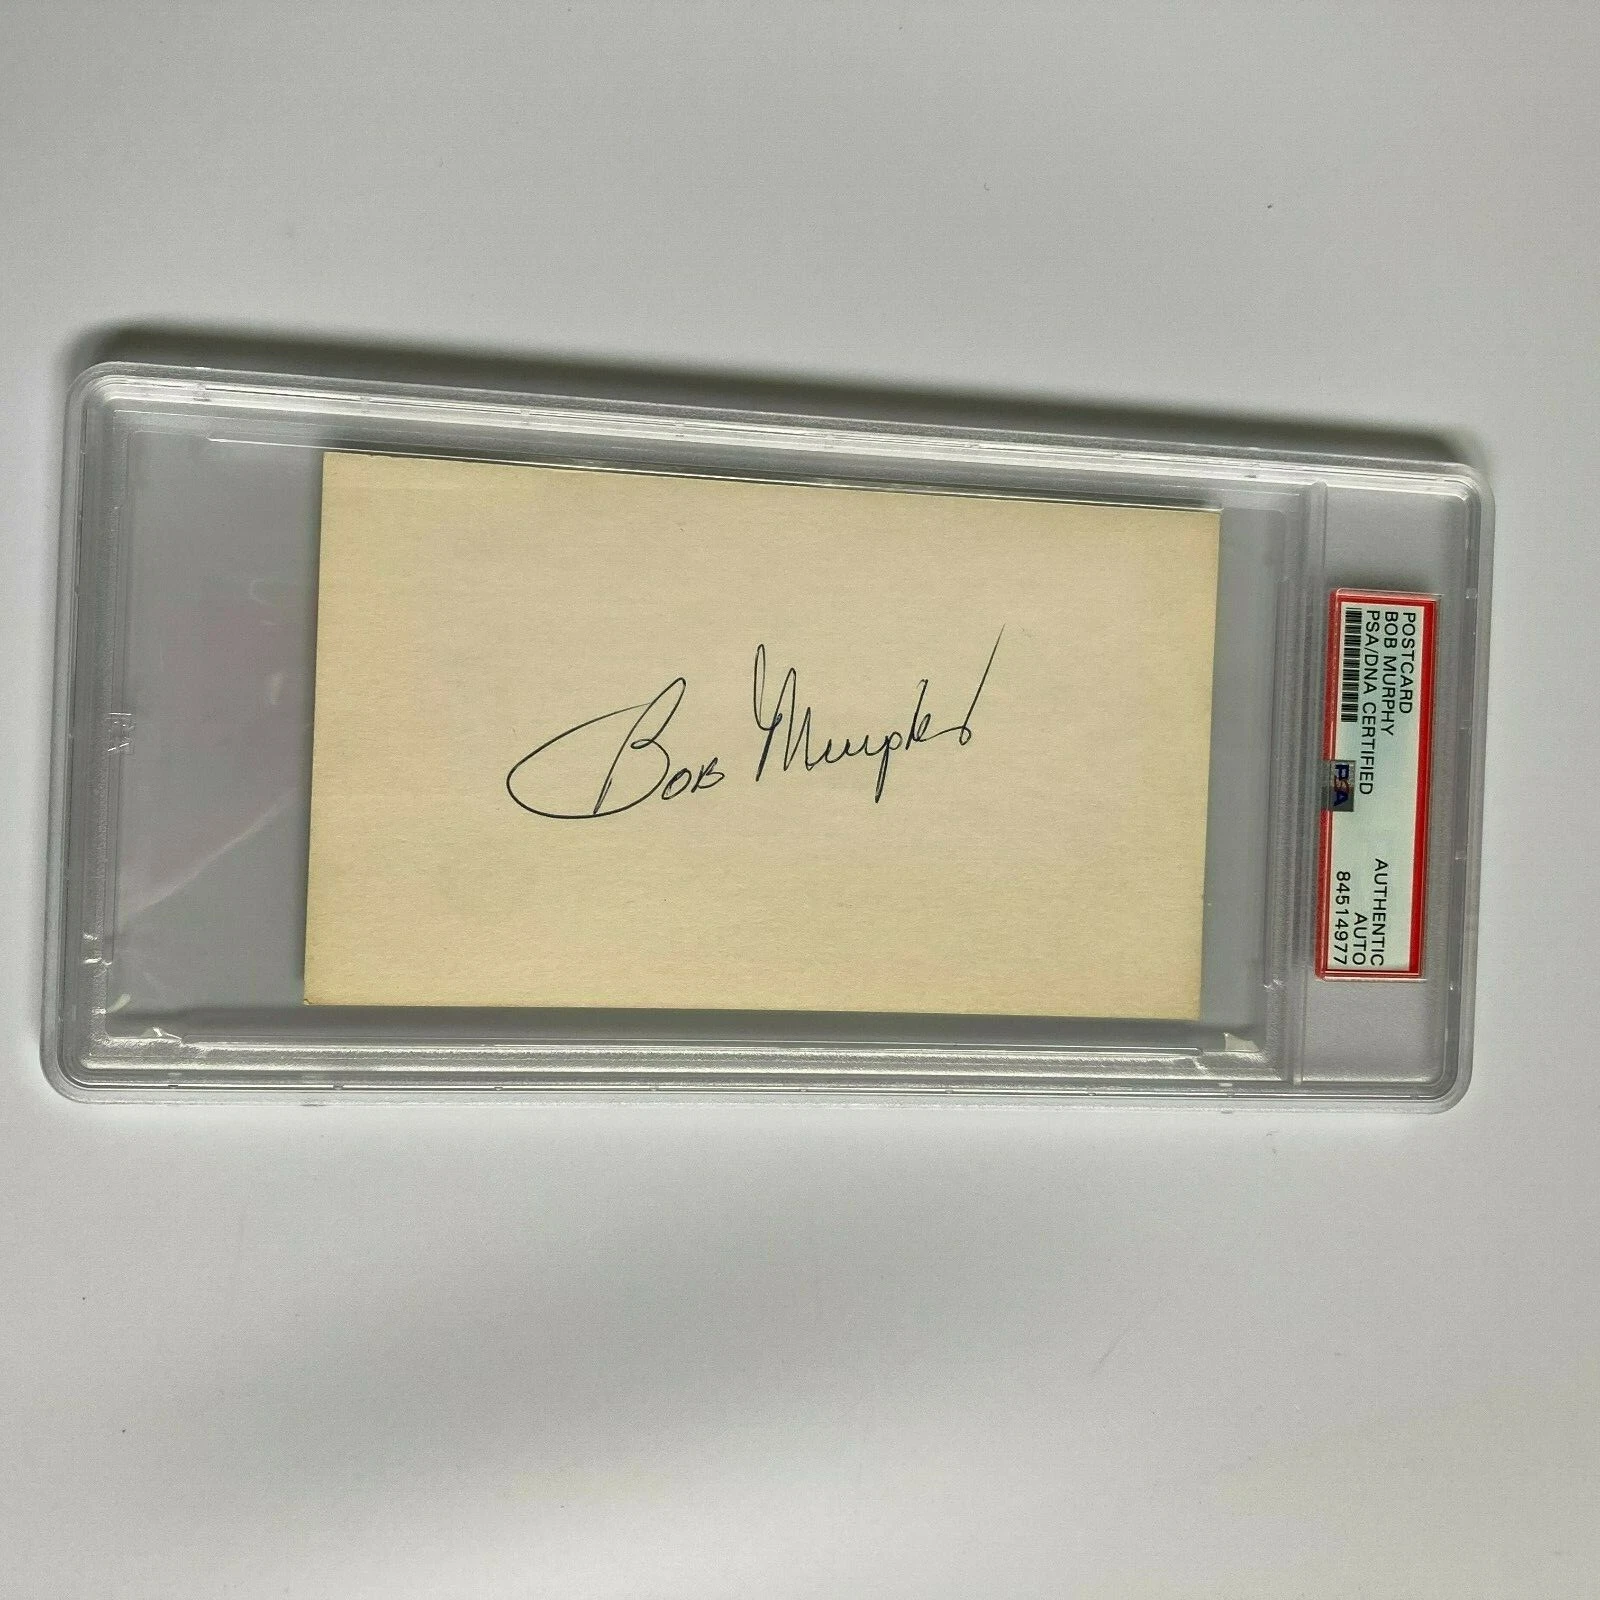 Bob Murphy
POSTCARD
BOB MURPHY
PSA/DNA CERTIFIED
PSA
AUTHENTIC
AUTO
84514977